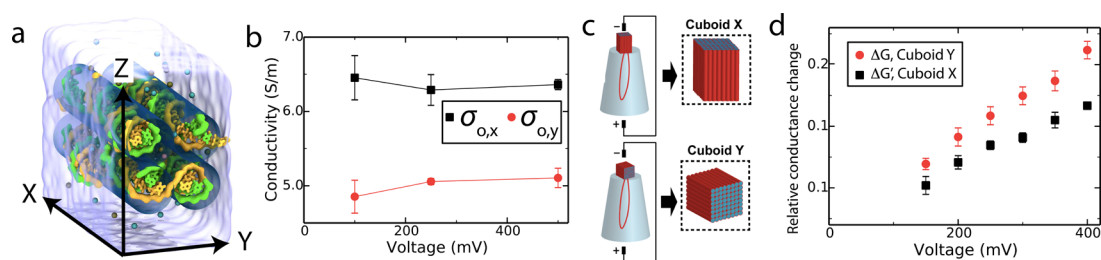 a
Z
X
Y
b
Conductivity (S/m)
7.0
6.0
5.0
σo,x σo,y
0 200 400
Voltage (mV)
c
−
+
Cuboid X
−
+
Cuboid Y
d
Relative conductance change
0.2
0.1
0.1
ΔG, Cuboid Y
ΔG', Cuboid X
200 300 400
Voltage (mV)